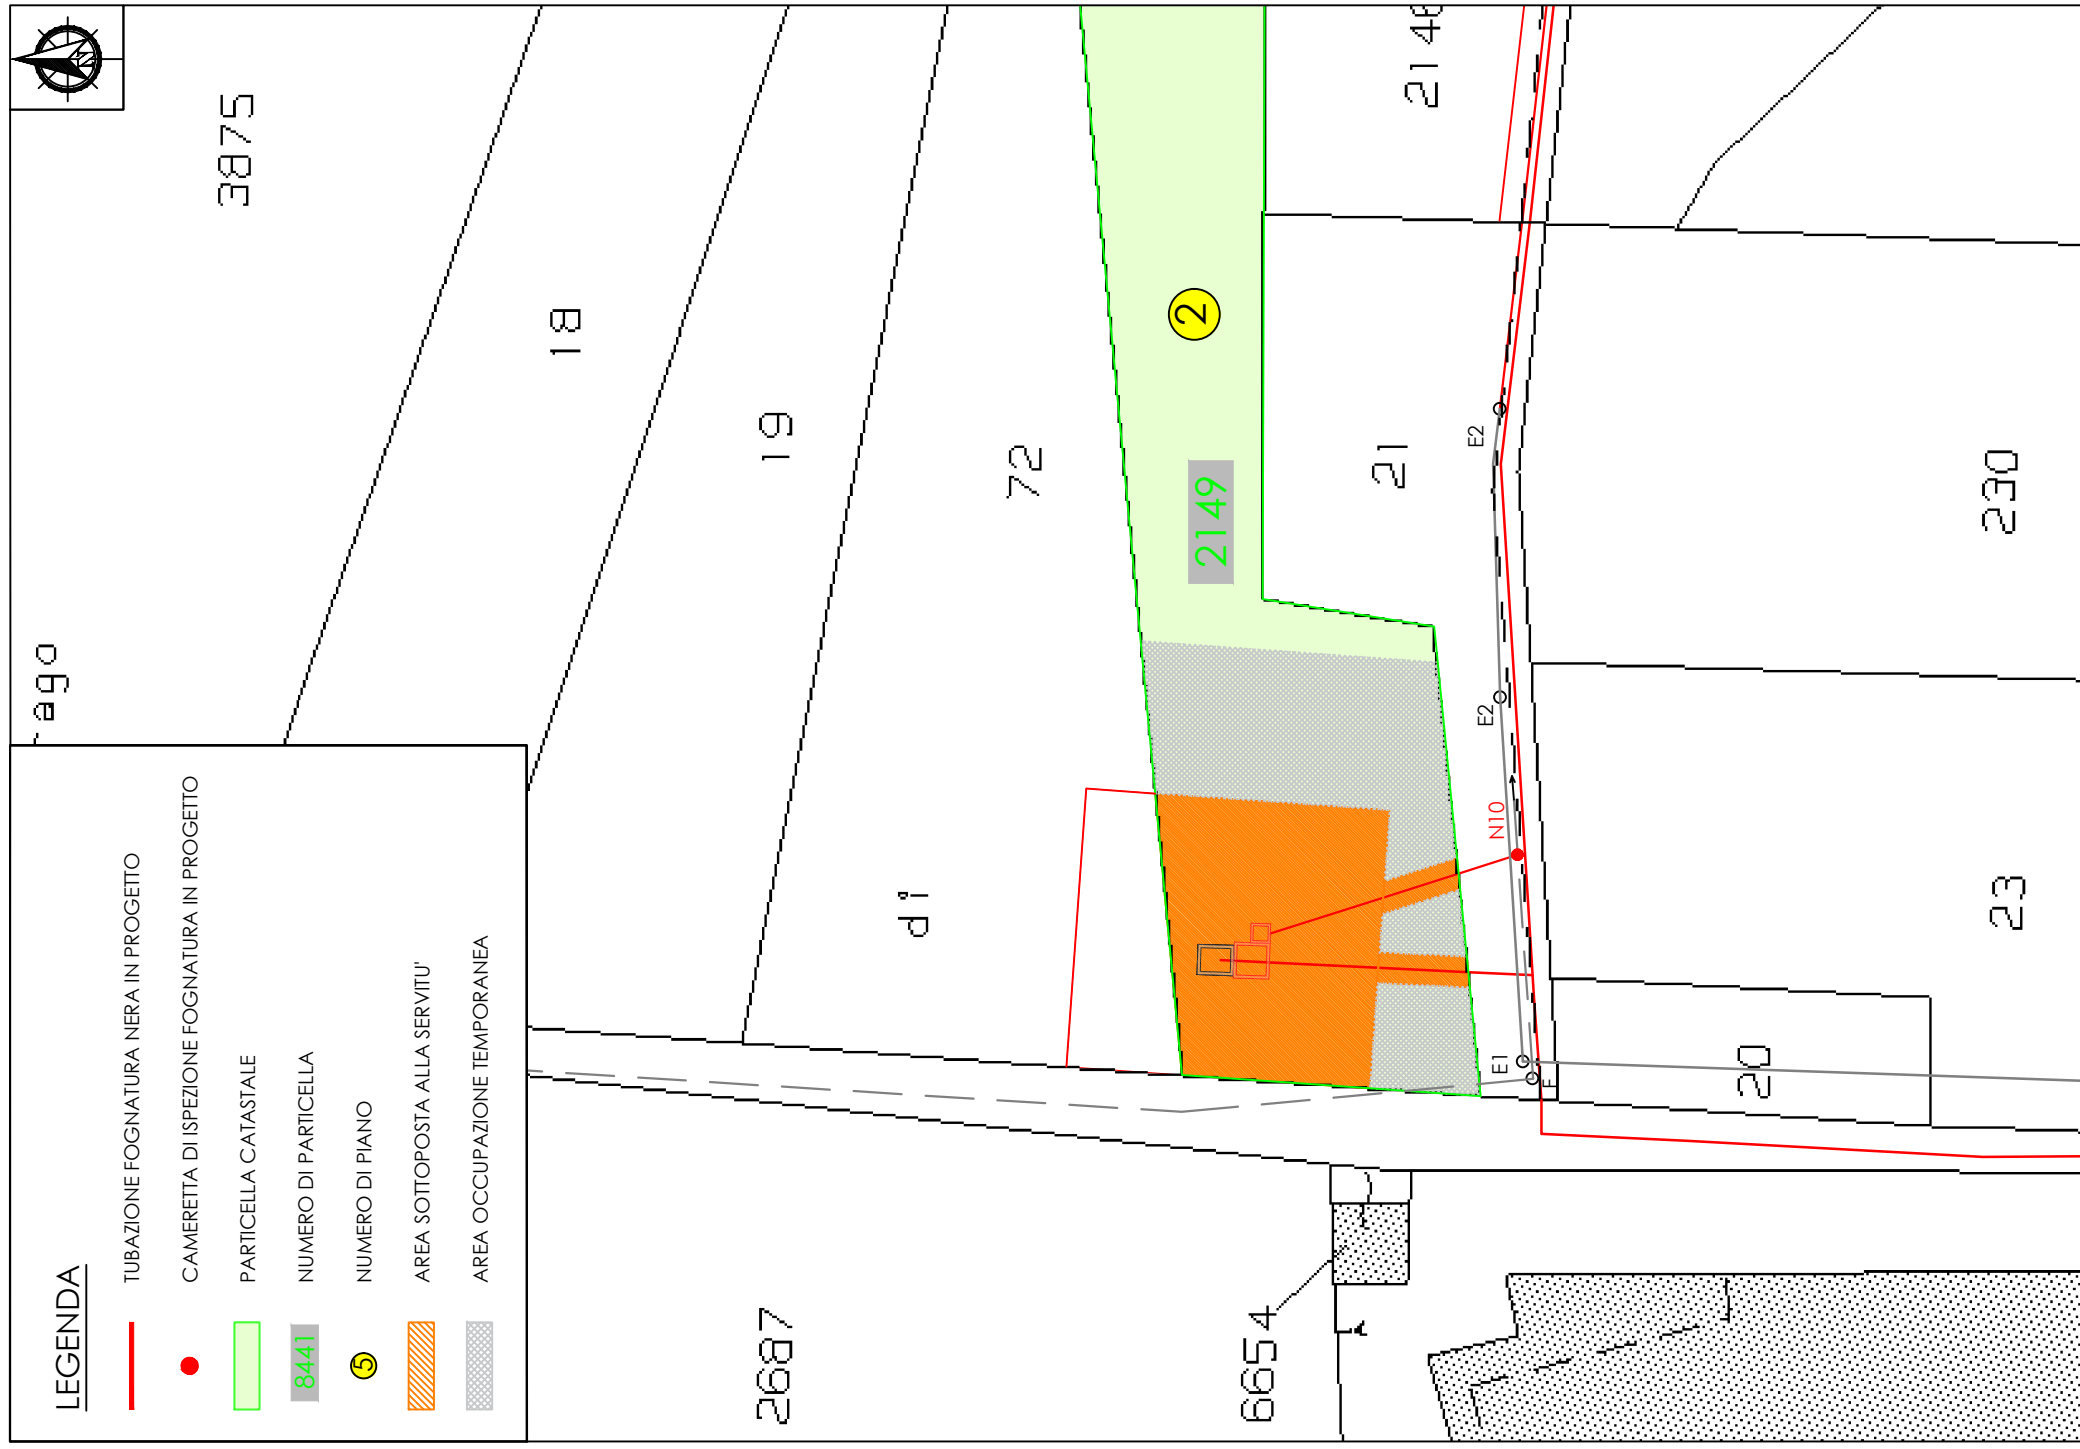 LEGENDA
TUBAZIONE FOGNATURA NERA IN PROGETTO
CAMERETTA DI ISPEZIONE FOGNATURA IN PROGETTO
PARTICELLA CATASTALE
8441 NUMERO DI PARTICELLA
5 NUMERO DI PIANO
AREA SOTTOPOSTA ALLA SERVITU'
AREA OCCUPAZIONE TEMPORANEA
N
ago
3875
18
19
72
di
2687
2
21149
2114
21
E2
E2
N10
E1
F
6654
20
23
230